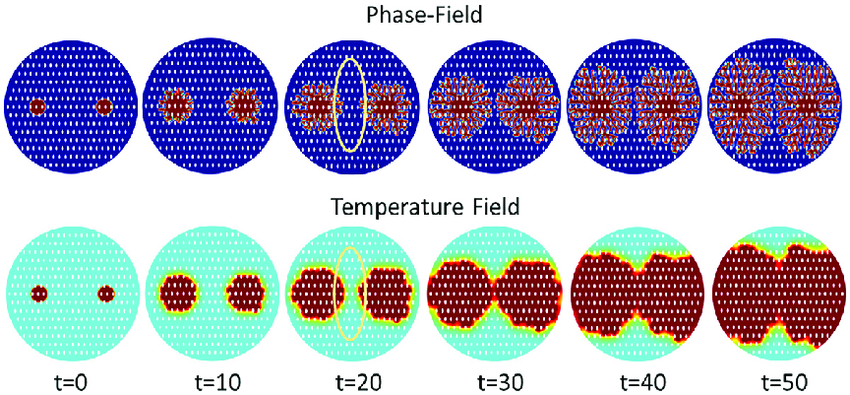 Phase-Field
Temperature Field
t=0 t=10 t=20 t=30 t=40 t=50